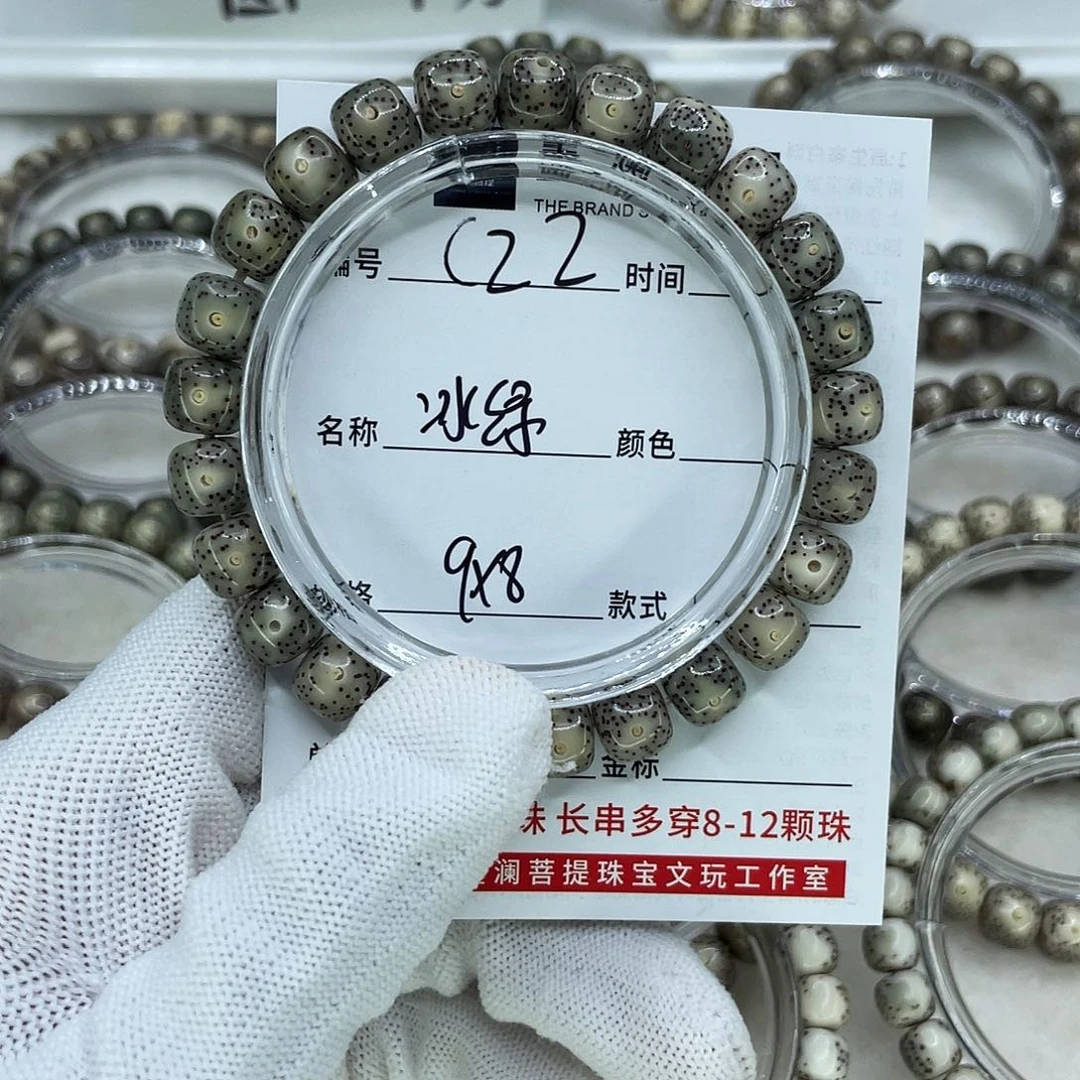 THE BRAND'S
编号 C22 时间
名称 冰绿 颜色
格 9x8 款式
金标
珠 长串多穿8-12颗珠
澜菩提珠宝文玩工作室